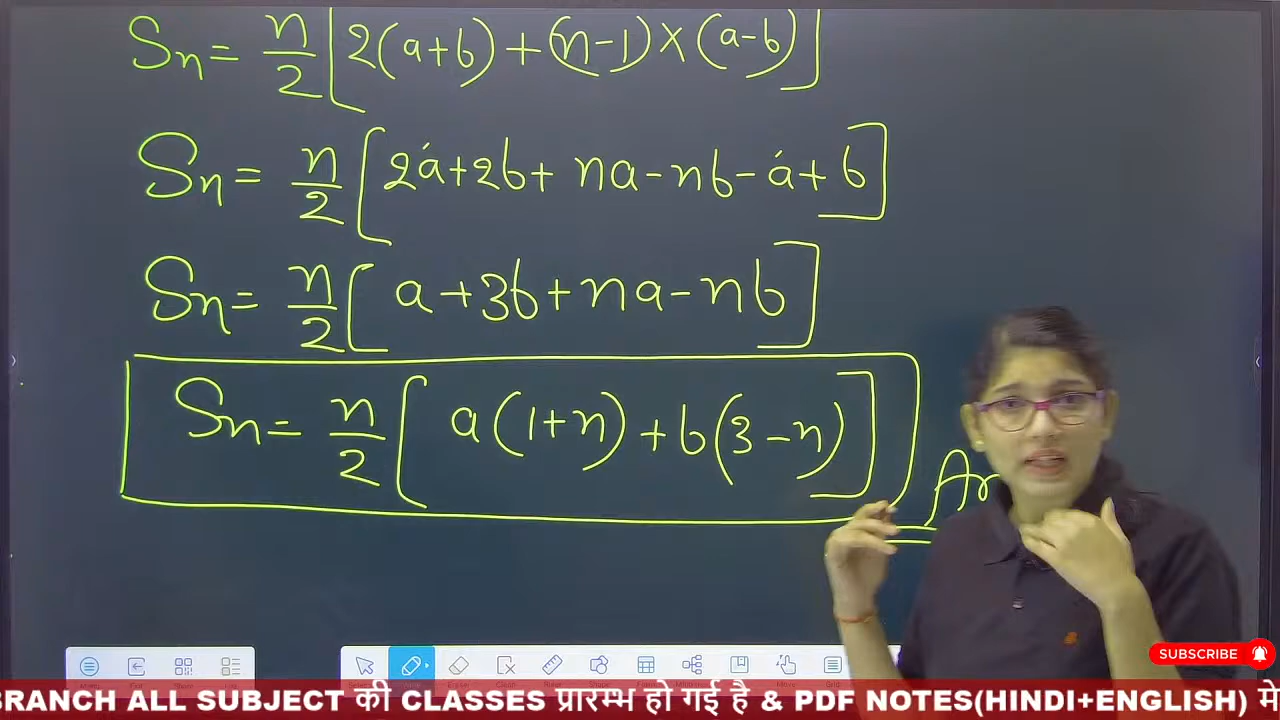 Sn = n/2 [2(a+b) + (n-1)×(a-b)]
Sn = n/2 [2a+2b+ na-nb-a+b]
Sn = n/2 [a+3b+na-nb]
Sn = n/2 [a(1+n)+b(3-n)]
SUBSCRIBE
BRANCH ALL SUBJECT की CLASSES प्रारम्भ हो गई है & PDF NOTES(HINDI+ENGLISH) मे